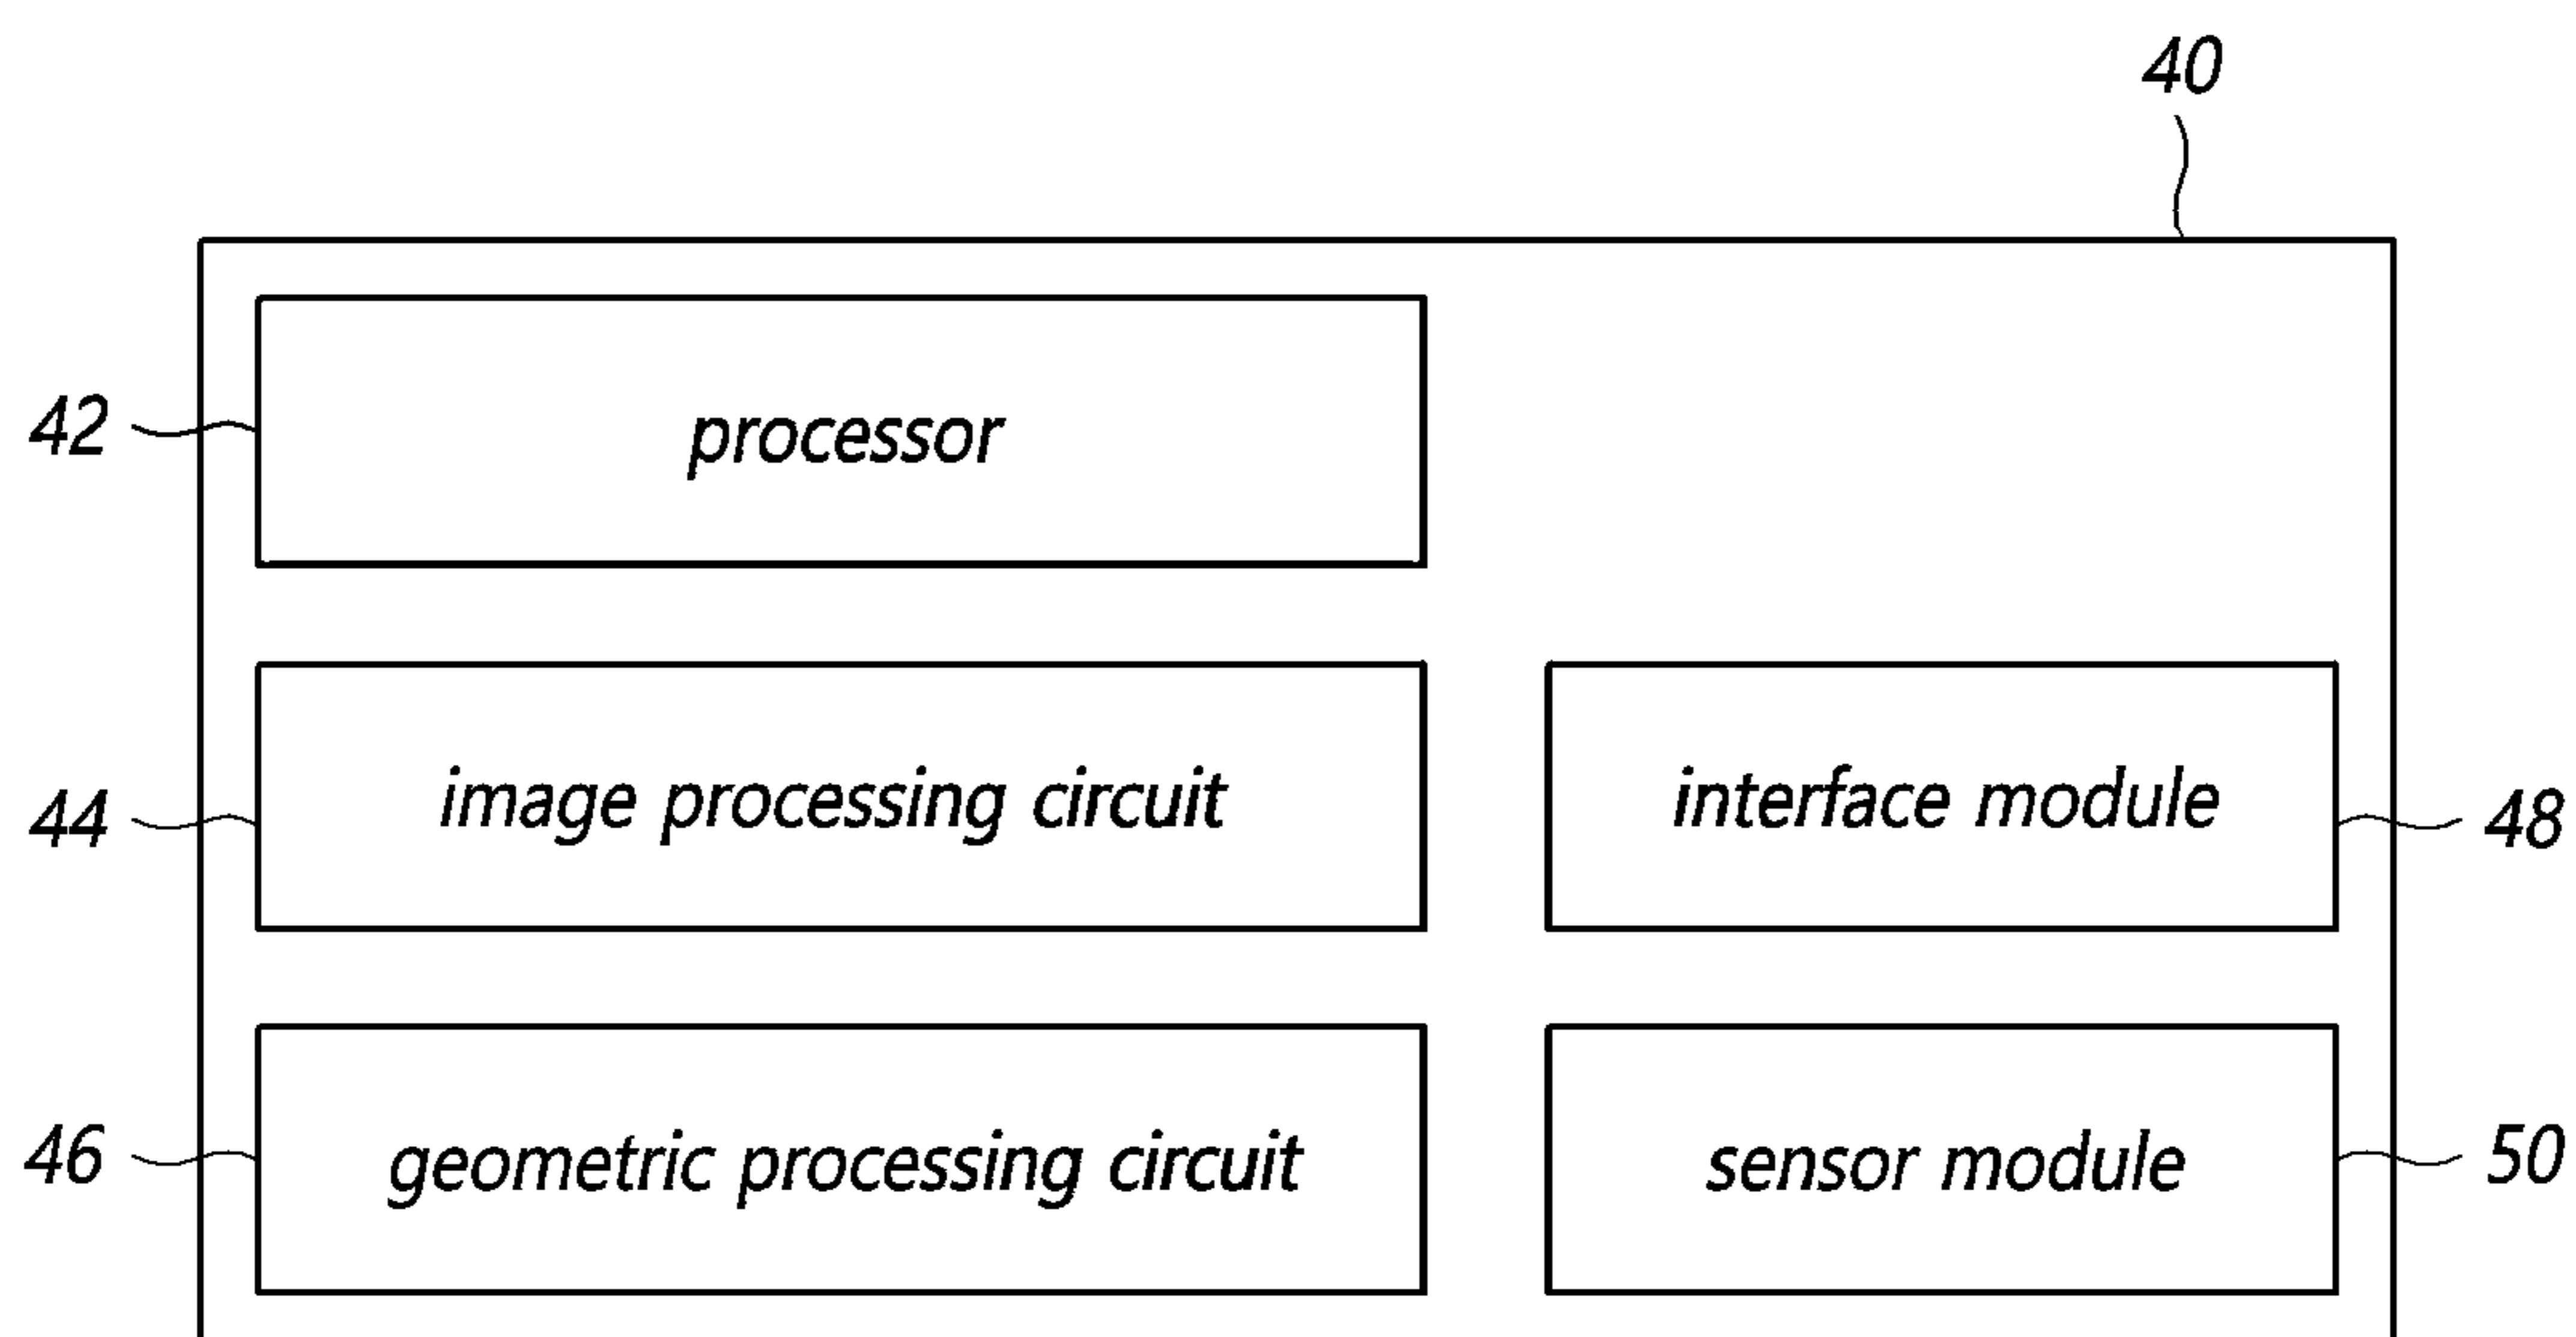 40
42 processor
44 image processing circuit interface module 48
46 geometric processing circuit sensor module 50